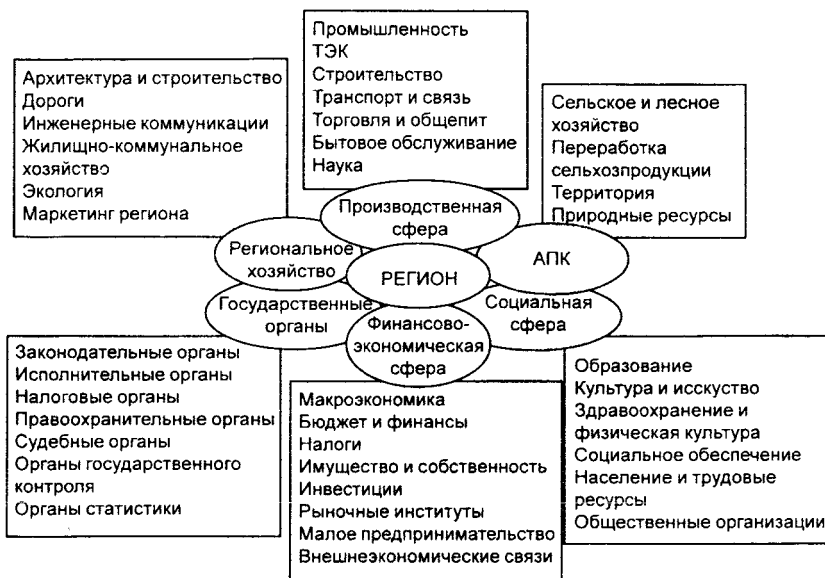 Промышленность
ТЭК
Строительство
Транспорт и связь
Торговля и общепит
Бытовое обслуживание
Наука
Архитектура и строительство
Дороги
Инженерные коммуникации
Жилищно-коммунальное
хозяйство
Экология
Маркетинг региона
Сельское и лесное
хозяйство
Переработка
сельхозпродукции
Территория
Природные ресурсы
Производственная
сфера
Региональное
хозяйство
РЕГИОН
АПК
Государственные
органы
Финансово-
экономическая
сфера
Социальная
сфера
Законодательные органы
Исполнительные органы
Налоговые органы
Правоохранительные органы
Судебные органы
Органы государственного
контроля
Органы статистики
Макроэкономика
Бюджет и финансы
Налоги
Имущество и собственность
Инвестиции
Рыночные институты
Малое предпринимательство
Внешнеэкономические связи
Образование
Культура и исскуство
Здравоохранение и
физическая культура
Социальное обеспечение
Население и трудовые
ресурсы
Общественные организации